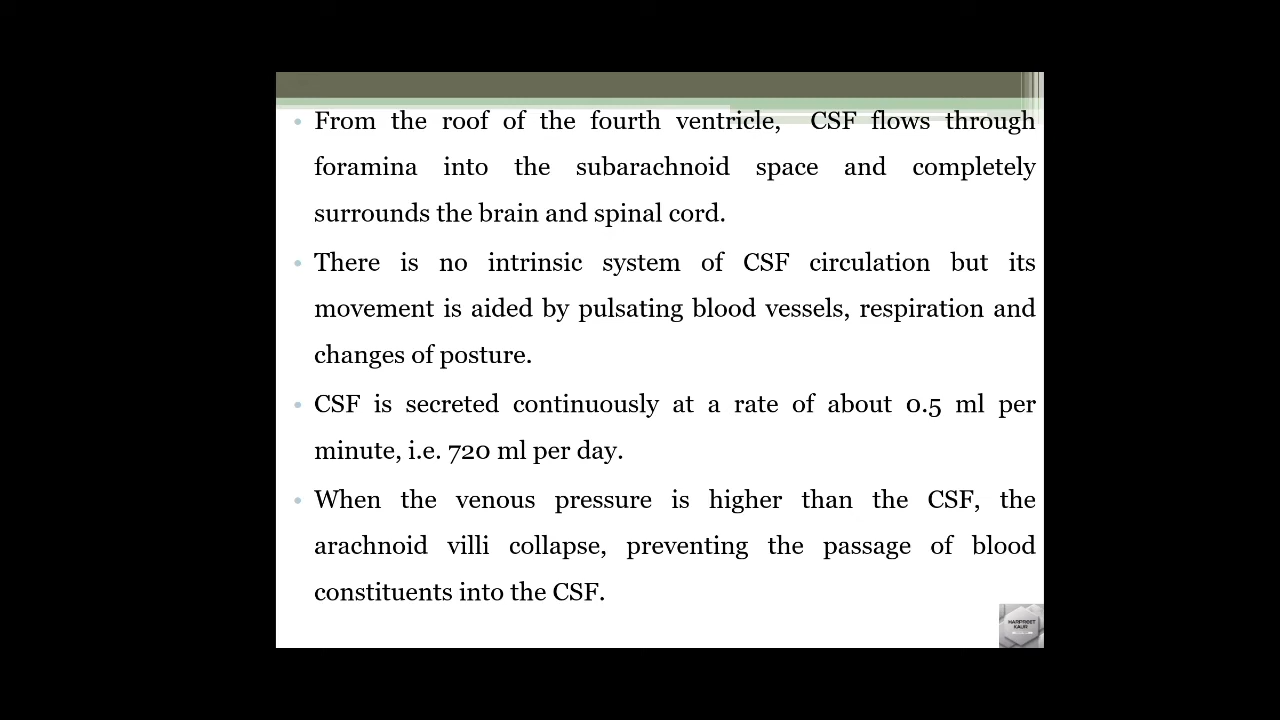 • From the roof of the fourth ventricle, CSF flows through
foramina into the subarachnoid space and completely
surrounds the brain and spinal cord.
• There is no intrinsic system of CSF circulation but its
movement is aided by pulsating blood vessels, respiration and
changes of posture.
• CSF is secreted continuously at a rate of about 0.5 ml per
minute, i.e. 720 ml per day.
• When the venous pressure is higher than the CSF, the
arachnoid villi collapse, preventing the passage of blood
constituents into the CSF.
HARPREET
KAUR